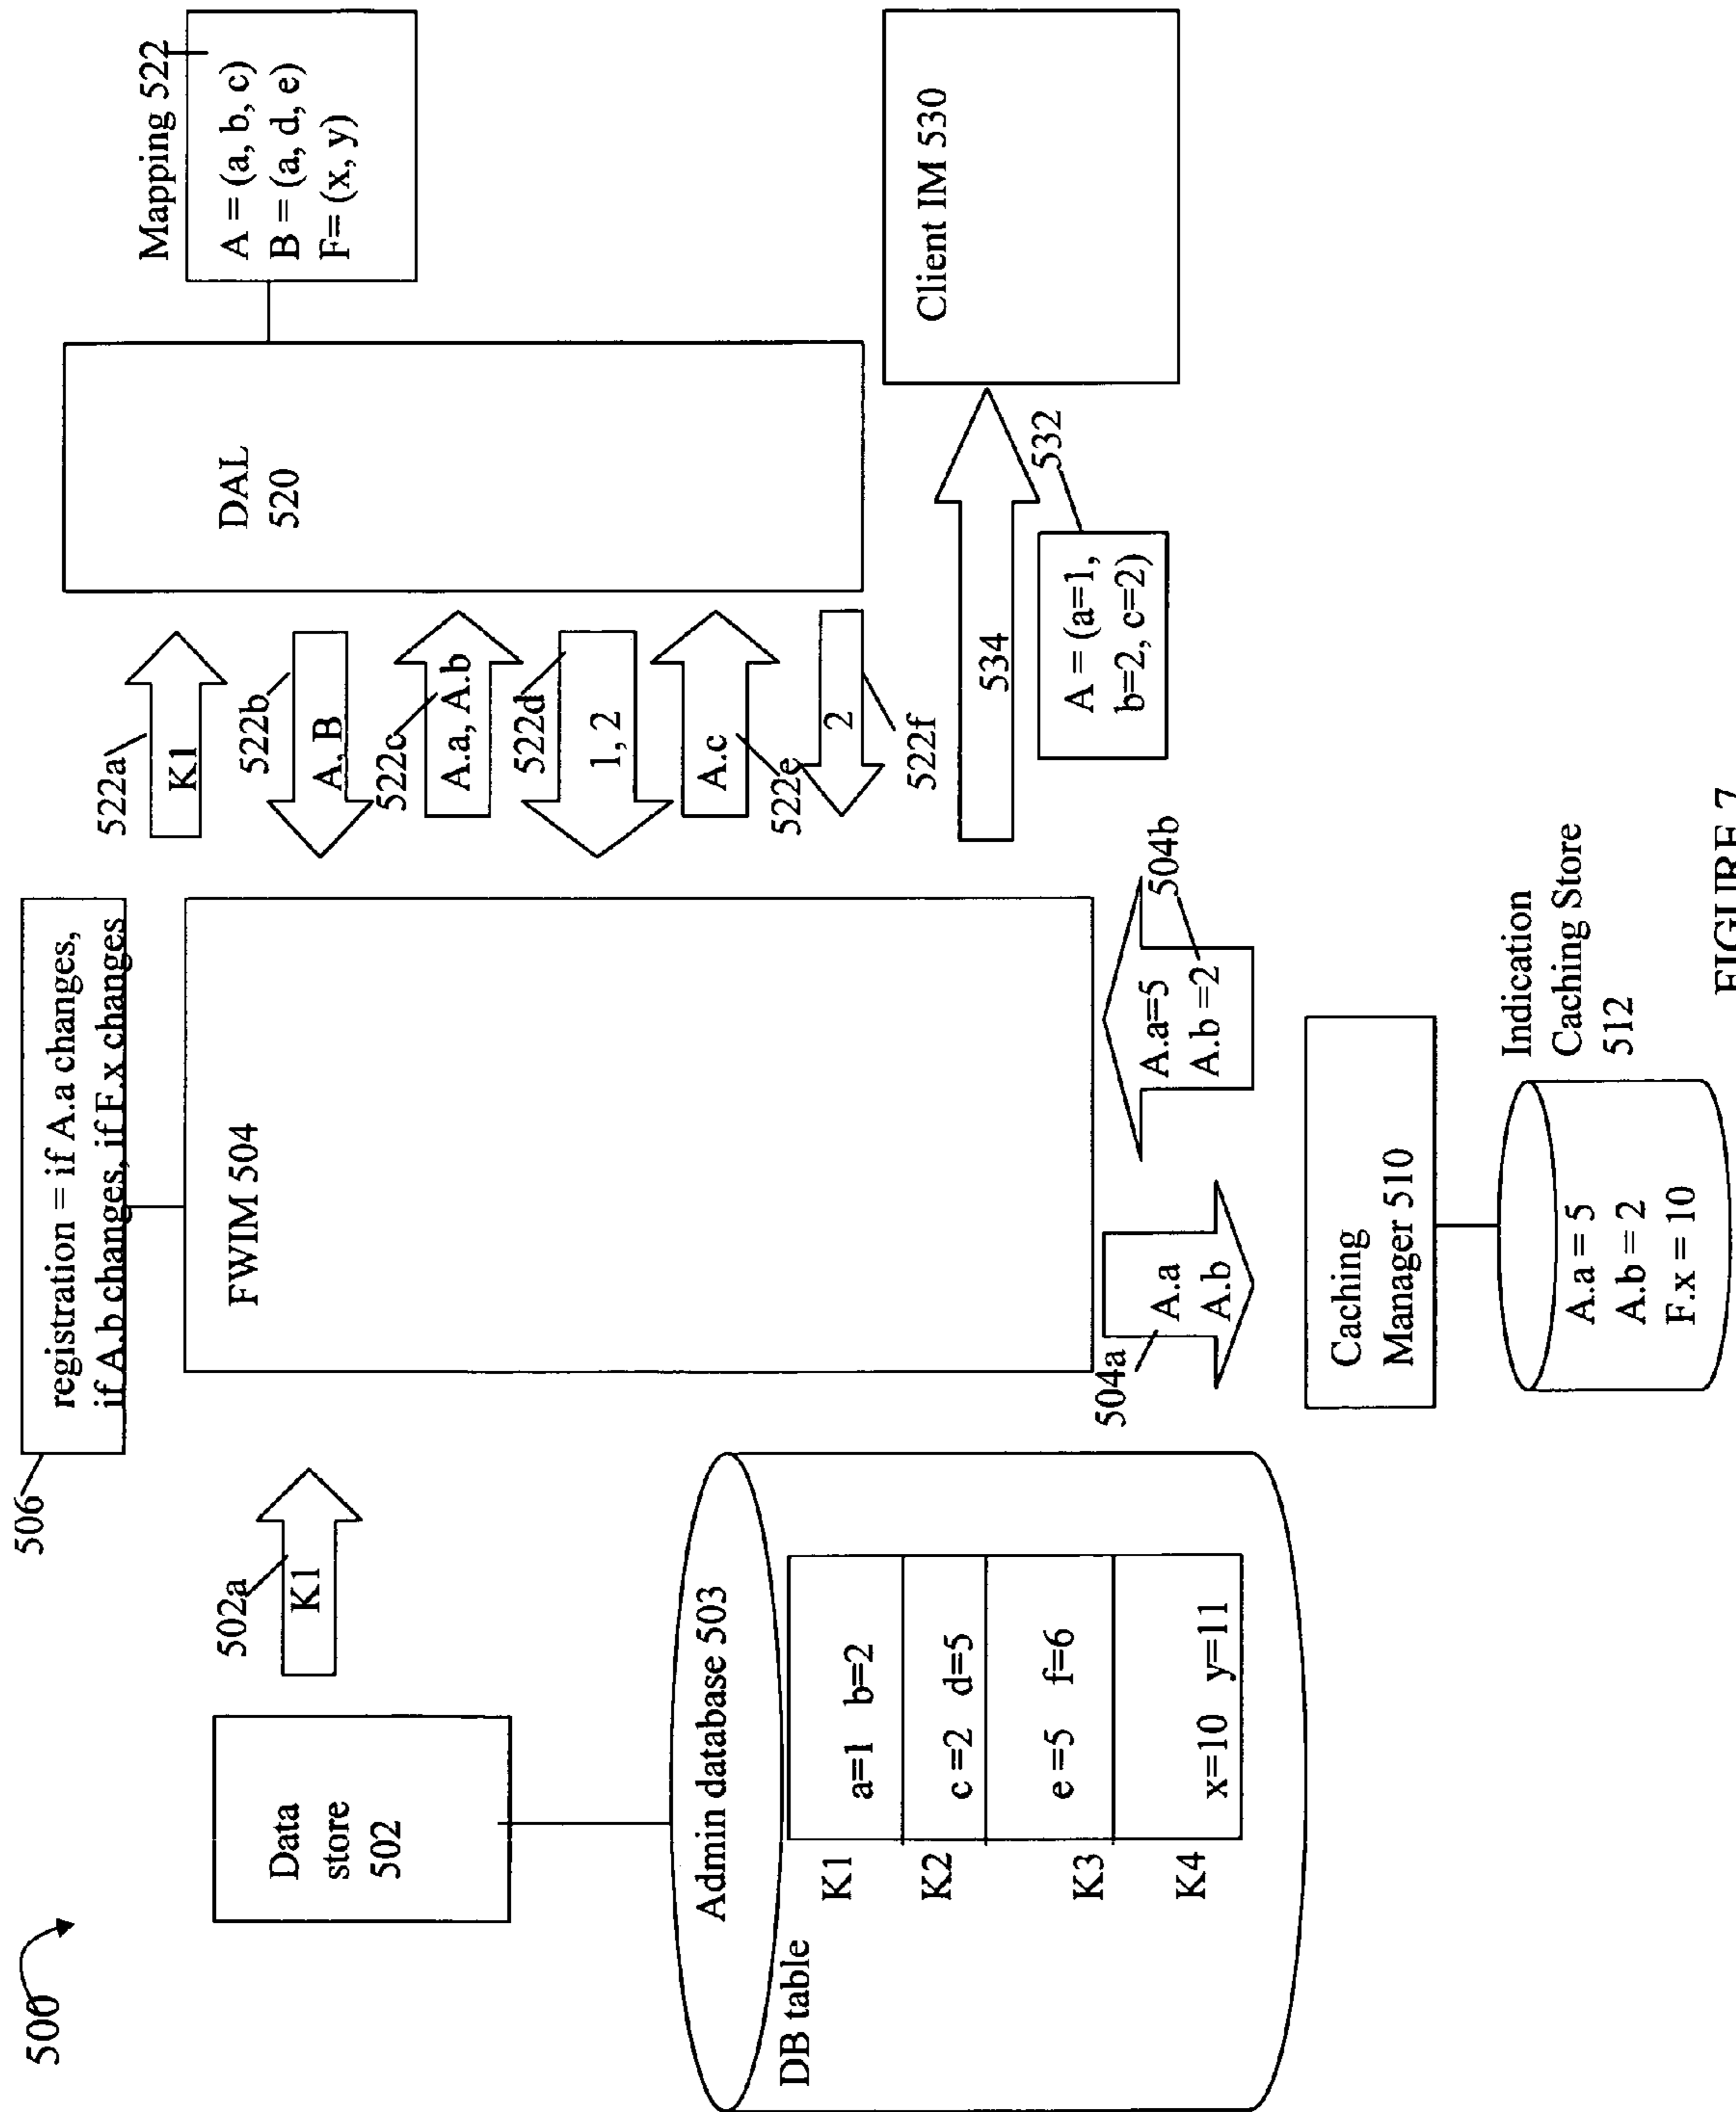 500
506
registration = if A.a changes,
if A.b changes, if F.x changes
Mapping 522
A = (a, b, c)
B = (a, d, e)
F= (x, y)
Data
store
502
502a
K1
FWIM 504
522a
K1
522b
A, B
522c
A.a, A.b
522d
1, 2
A.c
522e
2
522f
DAL
520
Admin database 503
DB table
K1
a=1 b=2
K2
c =2 d=5
K3
e =5 f=6
K4
x=10 y=11
504a
A.a
A.b
A.a=5
A.b =2
504b
534
Client IM 530
532
A = (a=1,
b=2, c=2)
Caching
Manager 510
Indication
Caching Store
512
A.a = 5
A.b = 2
F.x = 10
FIGURE 7